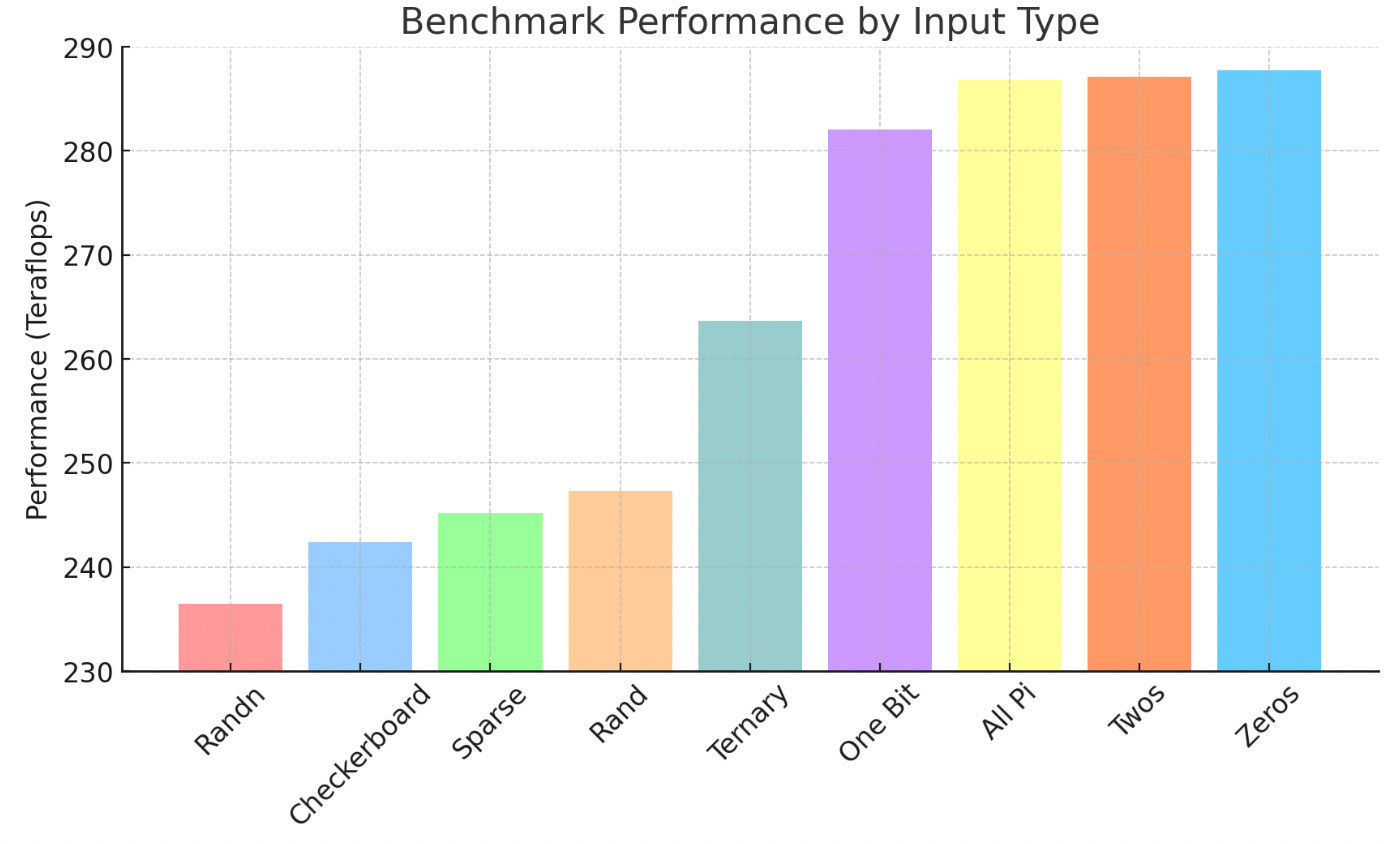 Benchmark Performance by Input Type
Performance (Teraflops)
290
280
270
260
250
240
230
Randn
Checkerboard
Sparse
Rand
Ternary
One Bit
All Pi
Twos
Zeros